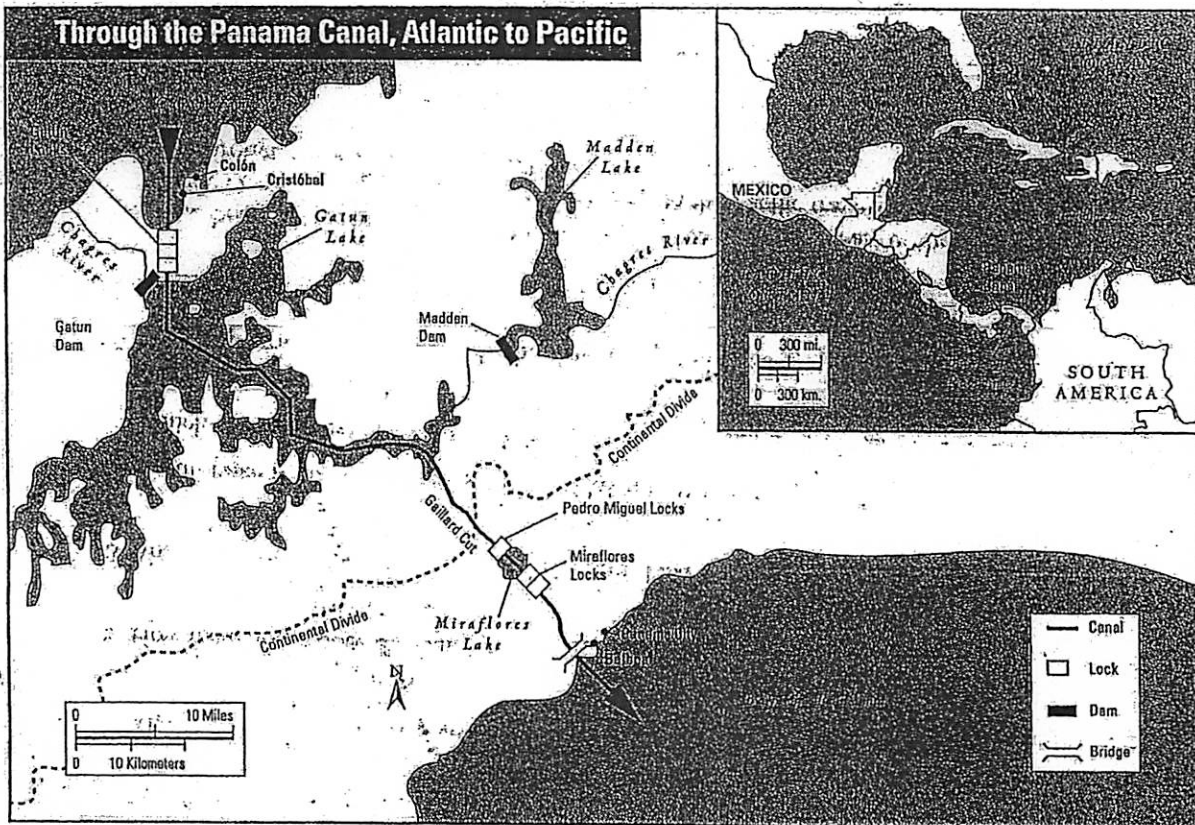 Through the Panama Canal, Atlantic to Pacific
Colón
Cristóbal
Gatun
Lake
Chagres
River
Gatun
Dam
Madden
Lake
Chagres River
Madden
Dam
Continental Divide
Gaillard Cut
Pedro Miguel Locks
Miraflores
Locks
Miraflores
Lake
Continental Divide
N
0 10 Miles
10 Kilometers
MEXICO
Panama
Canal
0 300 mi.
0 300 km.
SOUTH
AMERICA
Canal
Lock
Dam
Bridge